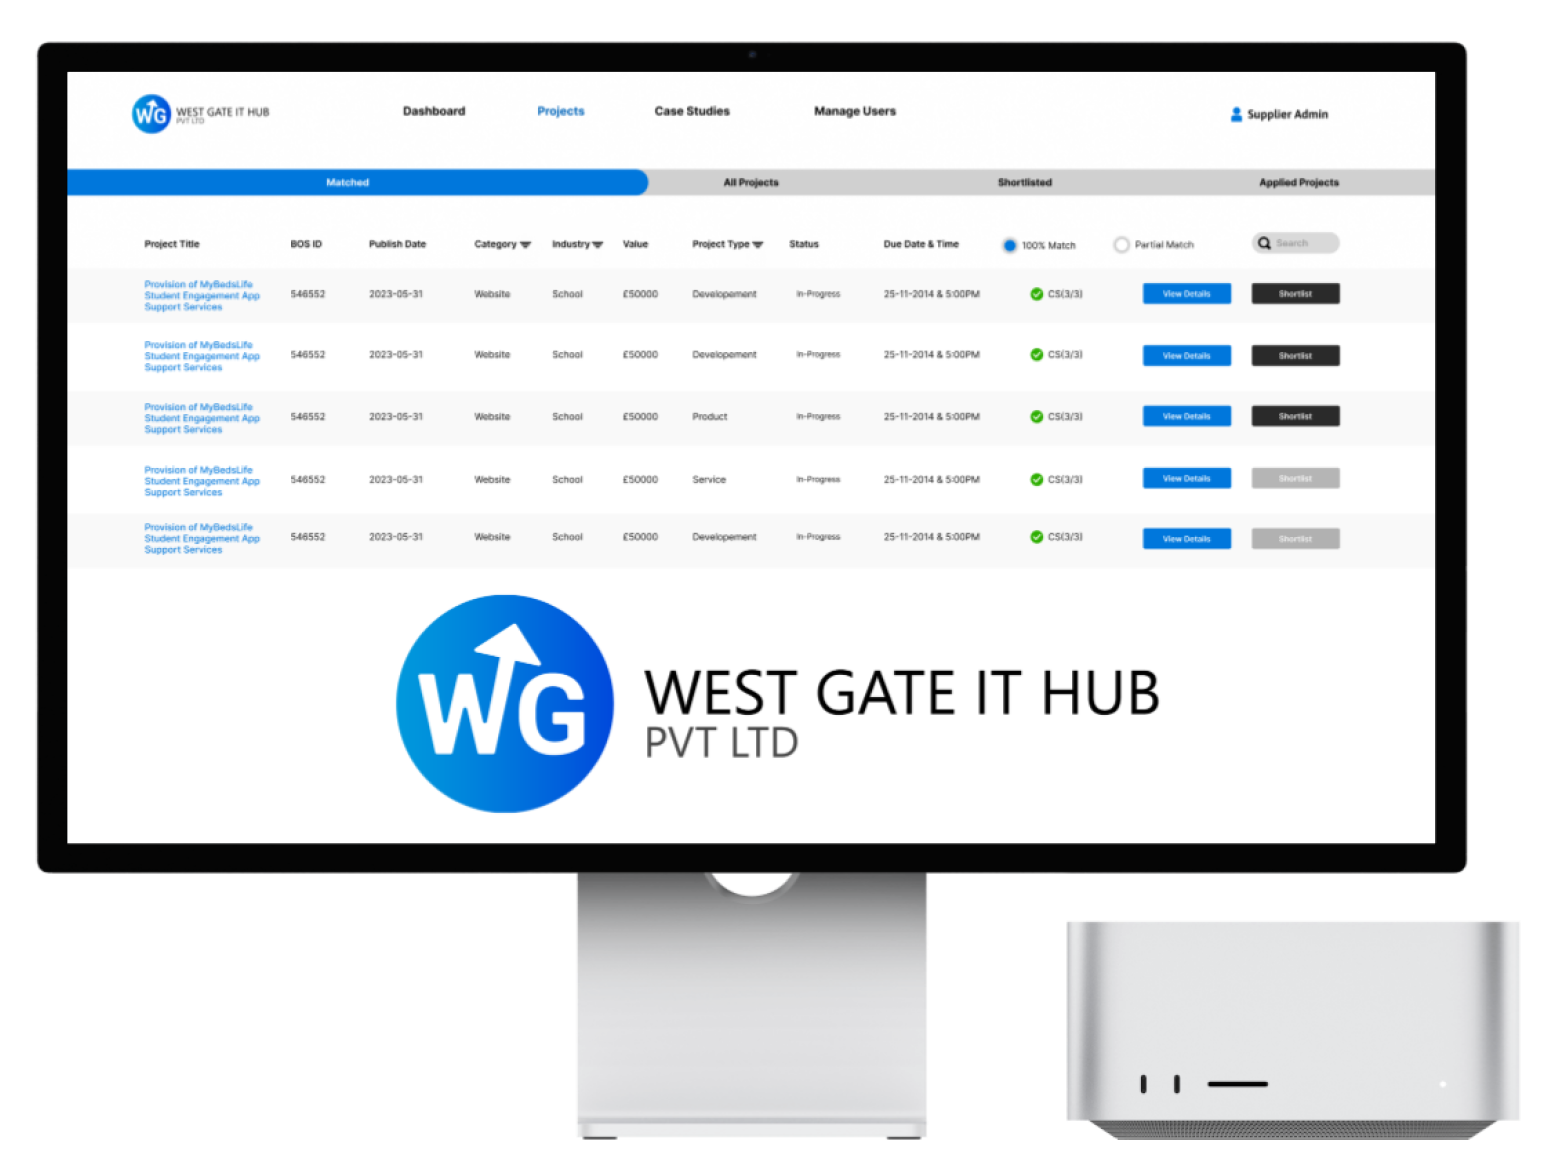 WG WEST GATE IT HUB
PVT LTD
Dashboard Projects Case Studies Manage Users Supplier Admin
Matched All Projects Shortlisted Applied Projects
Project Title BOS ID Publish Date Category Industry Value Project Type Status Due Date & Time 100% Match Partial Match Search
Provision of MyBedsLife
Student Engagement App 546552 2023-05-31 Website School £50000 Developement In-Progress 25-11-2014 & 5:00PM CS(3/3) View Details Shortlist
Support Services
Provision of MyBedsLife
Student Engagement App 546552 2023-05-31 Website School £50000 Developement In-Progress 25-11-2014 & 5:00PM CS(3/3) View Details Shortlist
Support Services
Provision of MyBedsLife
Student Engagement App 546552 2023-05-31 Website School £50000 Product In-Progress 25-11-2014 & 5:00PM CS(3/3) View Details Shortlist
Support Services
Provision of MyBedsLife
Student Engagement App 546552 2023-05-31 Website School £50000 Service In-Progress 25-11-2014 & 5:00PM CS(3/3) View Details Shortlist
Support Services
Provision of MyBedsLife
Student Engagement App 546552 2023-05-31 Website School £50000 Developement In-Progress 25-11-2014 & 5:00PM CS(3/3) View Details Shortlist
Support Services
WG WEST GATE IT HUB
PVT LTD